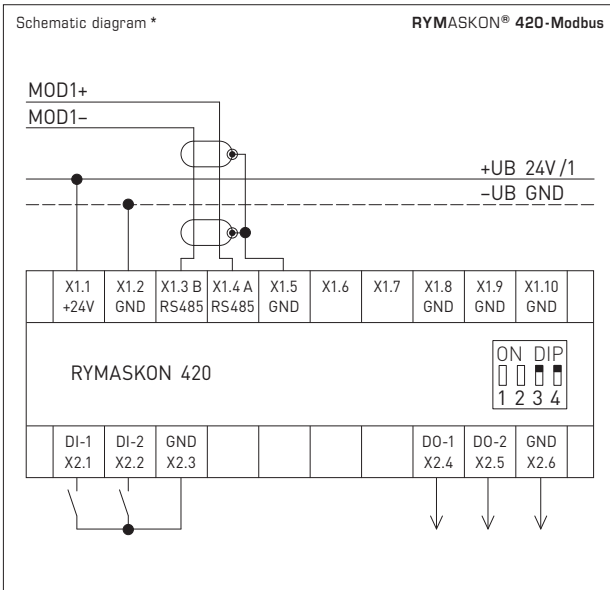 Schematic diagram * RYMASKON® 420-Modbus
MOD1+
MOD1–
+UB 24V/1
–UB GND
X1.1 X1.2 X1.3 B X1.4 A X1.5 X1.6 X1.7 X1.8 X1.9 X1.10
+24V GND RS485 RS485 GND GND GND GND
RYMASKON 420
ON DIP
1 2 3 4
DI-1 DI-2 GND DO-1 DO-2 GND
X2.1 X2.2 X2.3 X2.4 X2.5 X2.6